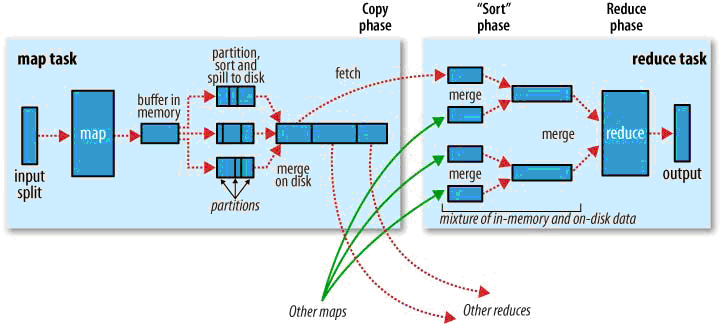 Copy
phase
“Sort”
phase
Reduce
phase
map task
partition,
sort and
spill to disk
fetch
reduce task
buffer in
memory
merge
map
merge
reduce
input
split
merge
on disk
merge
output
partitions
mixture of in-memory and on-disk data
Other maps
Other reduces